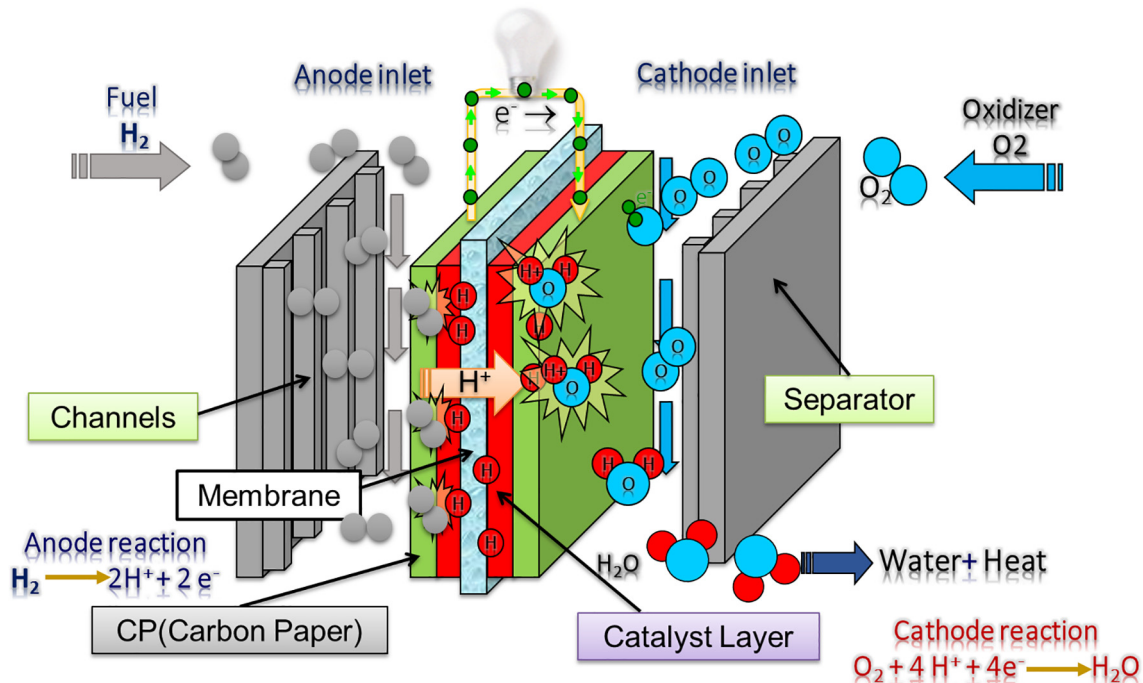 Anode inlet
Cathode inlet
Fuel
H₂
e⁻ →
Oxidizer
O2
O
O
O
O
O₂
e⁻
H+
H
O
H
H
H
O
O
H⁺
H
H+
H
O
Channels
Separator
H
Membrane
H
H
H
H
O
H
Anode reaction
H₂ → 2H⁺ + 2 e⁻
H₂O
Water+ Heat
CP(Carbon Paper)
Catalyst Layer
Cathode reaction
O₂ + 4 H⁺ + 4e⁻ → H₂O